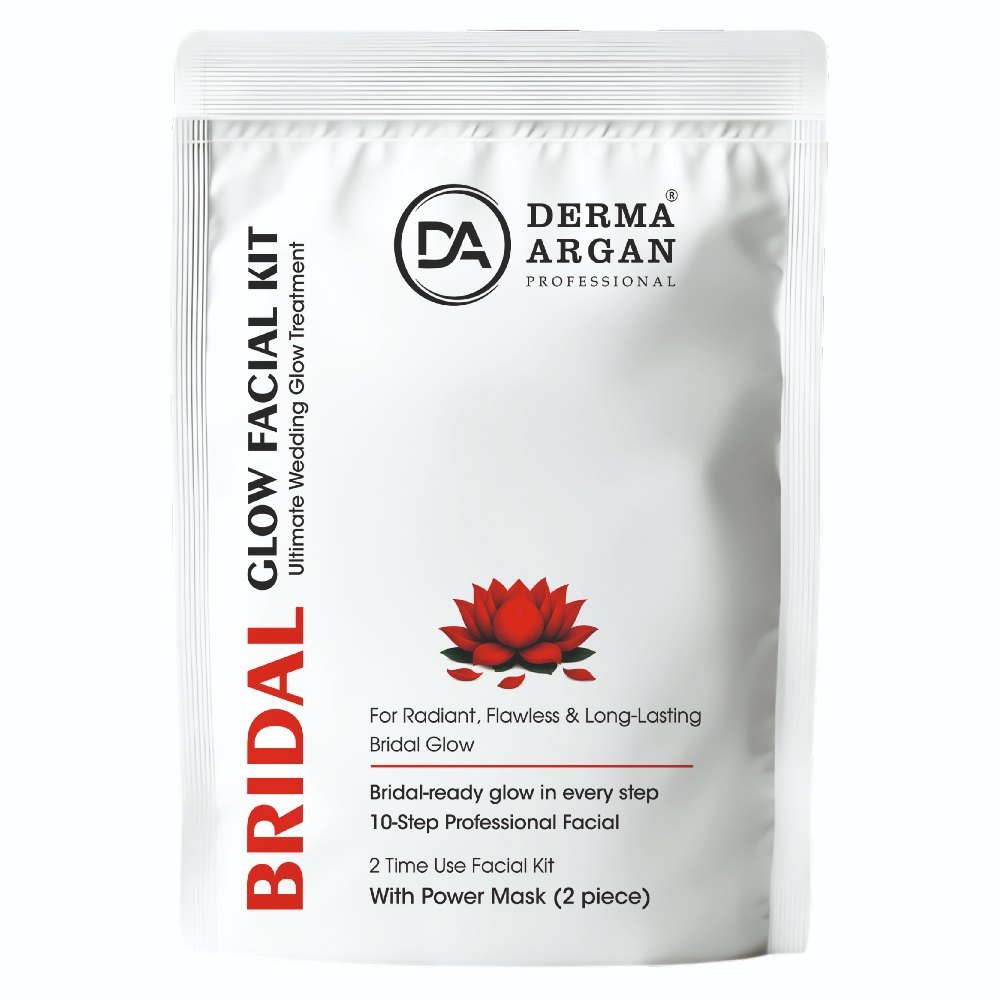 DA
DERMA®
ARGAN
PROFESSIONAL
BRIDAL GLOW FACIAL KIT
Ultimate Wedding Glow Treatment
For Radiant, Flawless & Long-Lasting
Bridal Glow
Bridal-ready glow in every step
10-Step Professional Facial
2 Time Use Facial Kit
With Power Mask (2 piece)